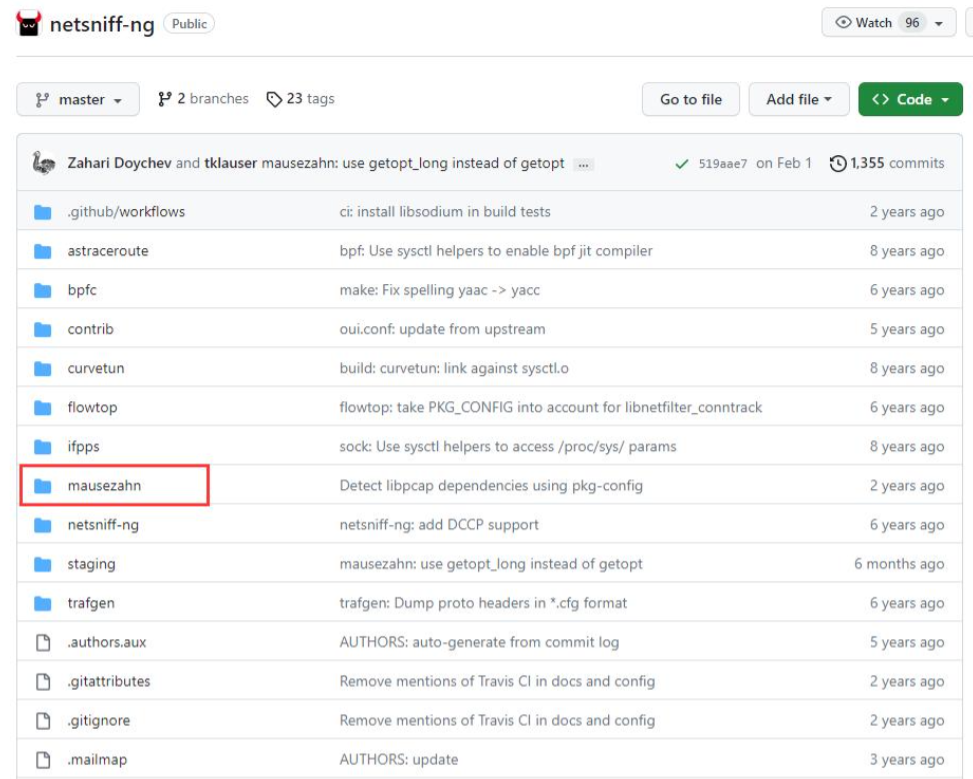 netsniff-ng Public Watch 96
master 2 branches 23 tags Go to file Add file Code
Zahari Doychev and tklauser mausezahn: use getopt_long instead of getopt ... 519aae7 on Feb 1 1,355 commits
.github/workflows ci: install libsodium in build tests 2 years ago
astraceroute bpf: Use sysctl helpers to enable bpf jit compiler 8 years ago
bpfc make: Fix spelling yaac -> yacc 6 years ago
contrib oui.conf: update from upstream 5 years ago
curvetun build: curvetun: link against sysctl.o 8 years ago
flowtop flowtop: take PKG_CONFIG into account for libnetfilter_conntrack 6 years ago
ifpps sock: Use sysctl helpers to access /proc/sys/ params 8 years ago
mausezahn Detect libpcap dependencies using pkg-config 2 years ago
netsniff-ng netsniff-ng: add DCCP support 6 years ago
staging mausezahn: use getopt_long instead of getopt 6 months ago
trafgen trafgen: Dump proto headers in *.cfg format 6 years ago
.authors.aux AUTHORS: auto-generate from commit log 5 years ago
.gitattributes Remove mentions of Travis CI in docs and config 2 years ago
.gitignore Remove mentions of Travis CI in docs and config 2 years ago
.mailmap AUTHORS: update 3 years ago